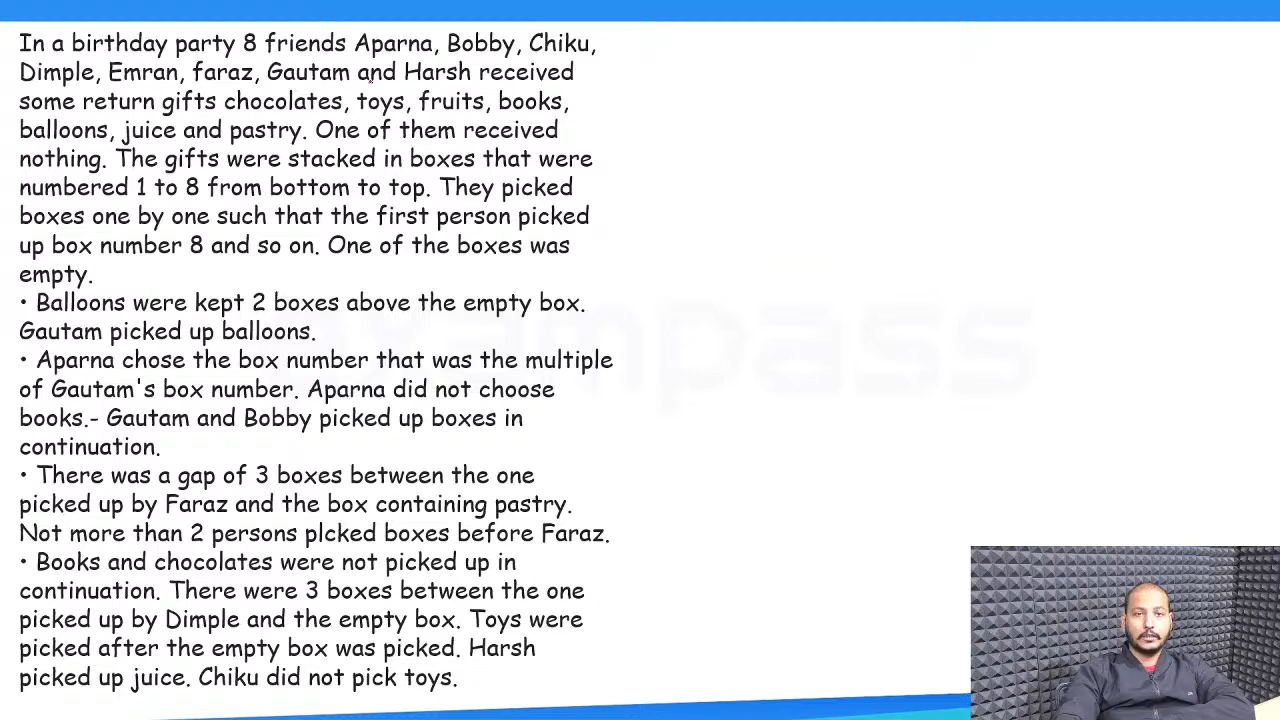 In a birthday party 8 friends Aparna, Bobby, Chiku,
Dimple, Emran, faraz, Gautam and Harsh received
some return gifts chocolates, toys, fruits, books,
balloons, juice and pastry. One of them received
nothing. The gifts were stacked in boxes that were
numbered 1 to 8 from bottom to top. They picked
boxes one by one such that the first person picked
up box number 8 and so on. One of the boxes was
empty.
• Balloons were kept 2 boxes above the empty box.
Gautam picked up balloons.
• Aparna chose the box number that was the multiple
of Gautam's box number. Aparna did not choose
books.- Gautam and Bobby picked up boxes in
continuation.
• There was a gap of 3 boxes between the one
picked up by Faraz and the box containing pastry.
Not more than 2 persons plcked boxes before Faraz.
• Books and chocolates were not picked up in
continuation. There were 3 boxes between the one
picked up by Dimple and the empty box. Toys were
picked after the empty box was picked. Harsh
picked up juice. Chiku did not pick toys.